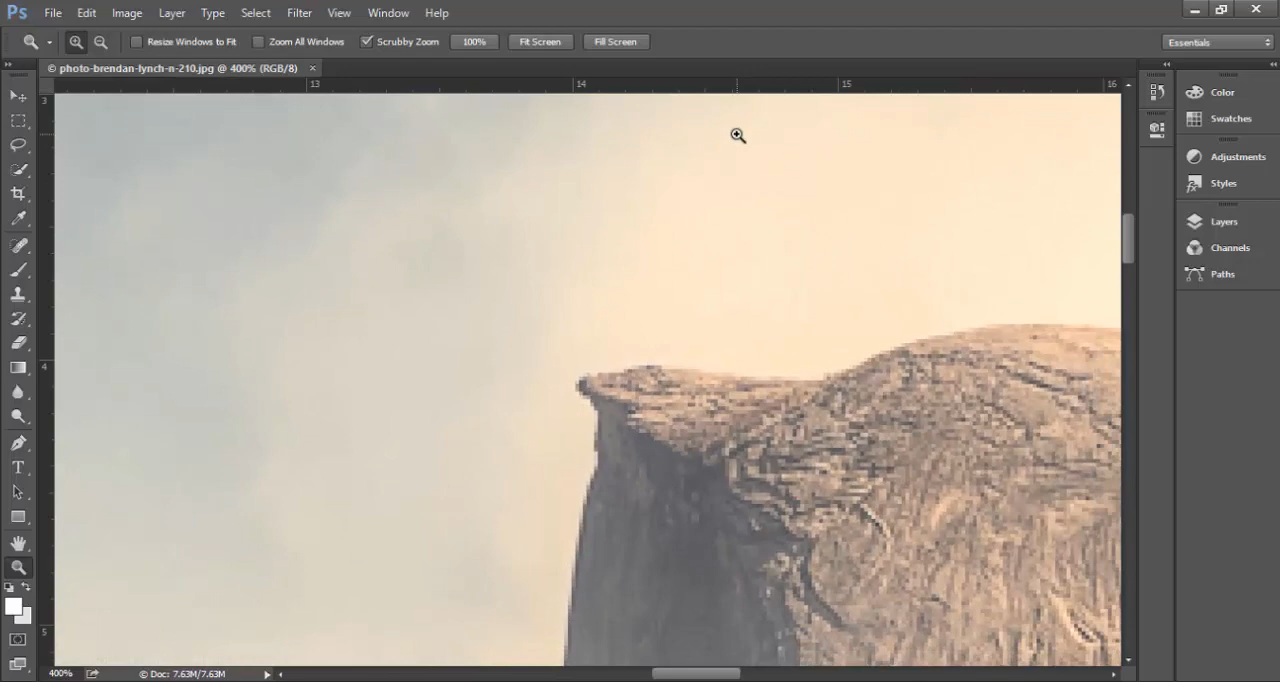 Ps File Edit Image Layer Type Select Filter View Window Help
Resize Windows to Fit Zoom All Windows Scrubby Zoom 100% Fit Screen Fill Screen Essentials
© photo-brendan-lynch-n-210.jpg @ 400% (RGB/8) ×
13 14 15 16
3
4
5
Color
Swatches
Adjustments
Styles
Layers
Channels
Paths
T
400% © Doc: 7.63M/7.63M